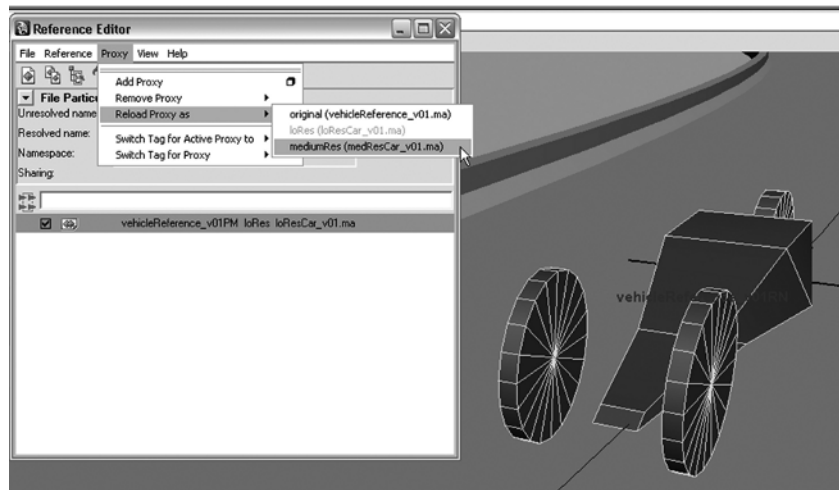 Reference Editor
File Reference Proxy View Help
Add Proxy
Remove Proxy
Reload Proxy as
Switch Tag for Active Proxy to
Switch Tag for Proxy
original (vehicleReference_v01.ma)
loRes (loResCar_v01.ma)
mediumRes (medResCar_v01.ma)
File Partic
Unresolved name
Resolved name:
Namespace:
Sharing:
vehicleReference_v01PM loRes loResCar_v01.ma